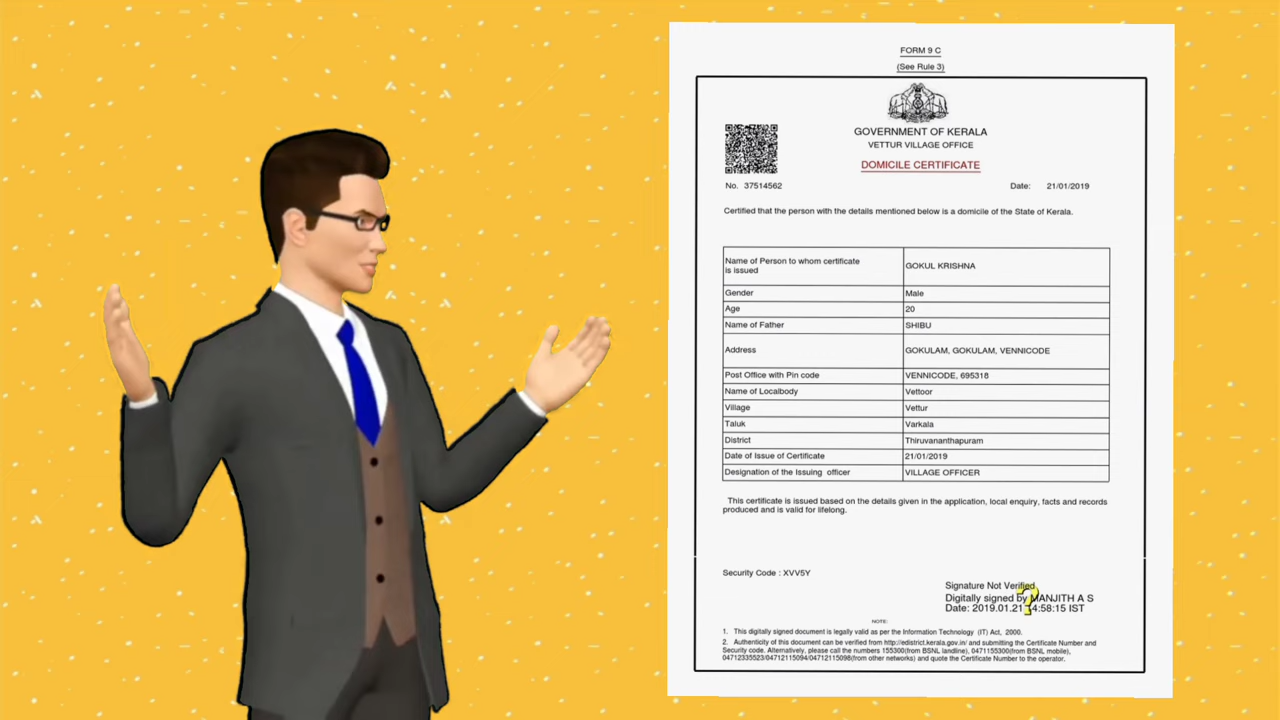 FORM 9 C
(See Rule 3)
GOVERNMENT OF KERALA
VETTUR VILLAGE OFFICE
DOMICILE CERTIFICATE
No. 37514562 Date: 21/01/2019
Certified that the person with the details mentioned below is a domicile of the State of Kerala.
Name of Person to whom certificate
is issued GOKUL KRISHNA
Gender Male
Age 20
Name of Father SHIBU
Address GOKULAM, GOKULAM, VENNICODE
Post Office with Pin code VENNICODE, 695318
Name of Localbody Vettoor
Village Vettur
Taluk Varkala
District Thiruvananthapuram
Date of Issue of Certificate 21/01/2019
Designation of the Issuing officer VILLAGE OFFICER
This certificate is issued based on the details given in the application, local enquiry, facts and records
produced and is valid for lifelong.
Security Code : XVV5Y
Signature Not Verified
Digitally signed by MANJITH A S
Date: 2019.01.21 14:58:15 IST
?
NOTE:
1. This digitally signed document is legally valid as per the Information Technology (IT) Act, 2000.
2. Authenticity of this document can be verified from http://edistrict.kerala.gov.in/ and submitting the Certificate Number and
Security code. Alternatively, please call the numbers 155300(from BSNL landline), 0471155300(from BSNL mobile),
04712335523/04712115094/04712115098(from other networks) and quote the Certificate Number to the operator.